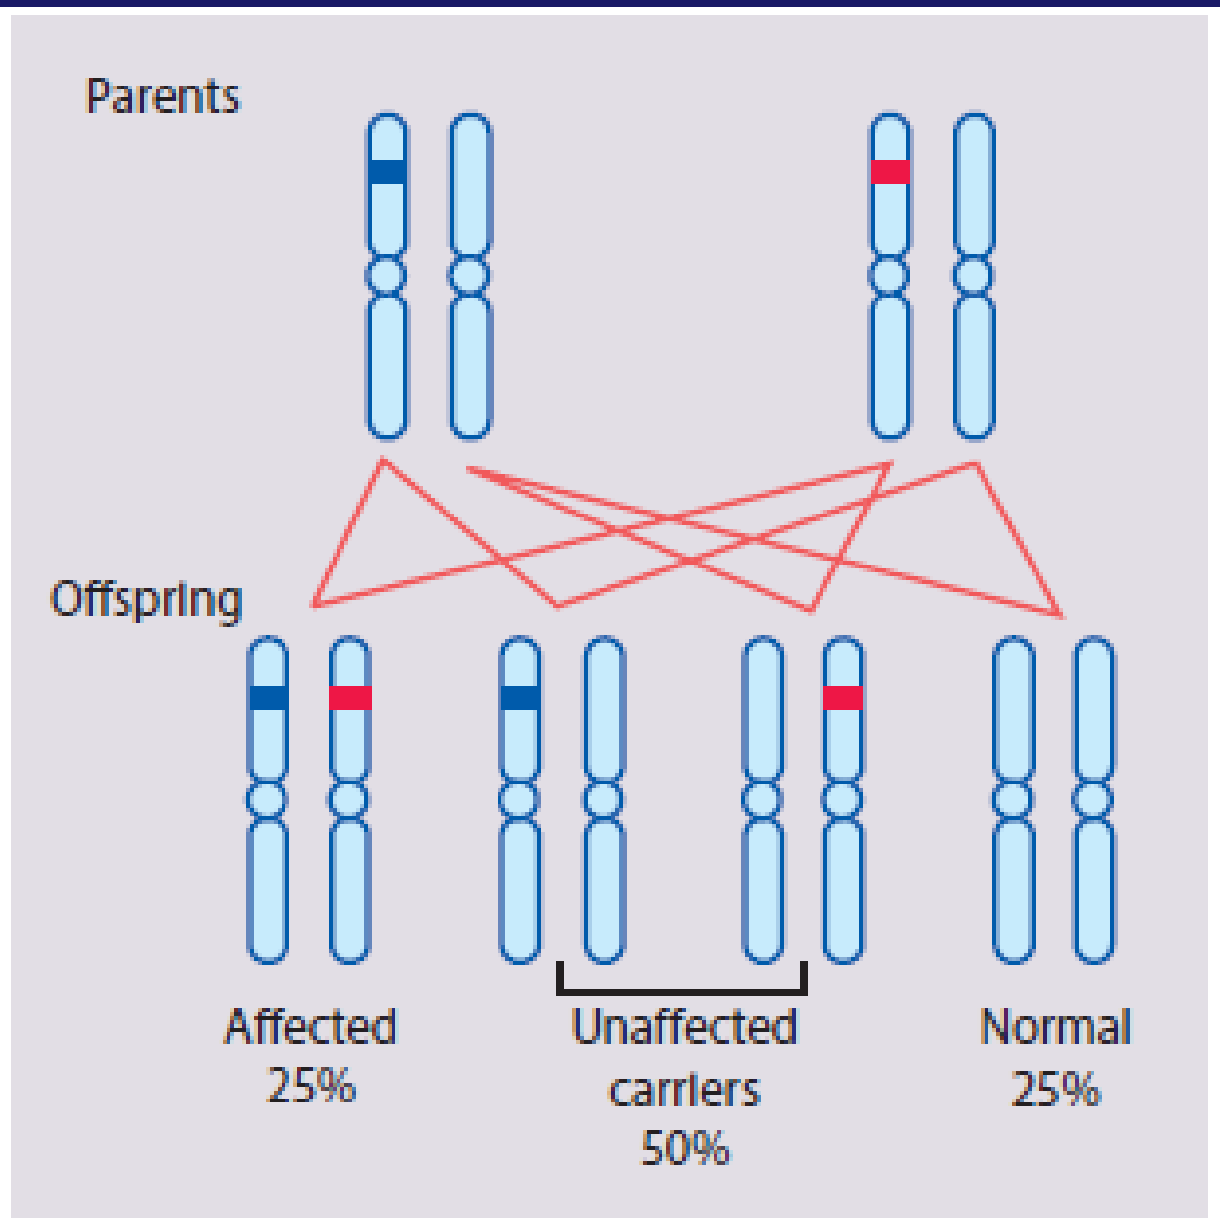 Parents
Offspring
Affected
25%
Unaffected
carriers
50%
Normal
25%